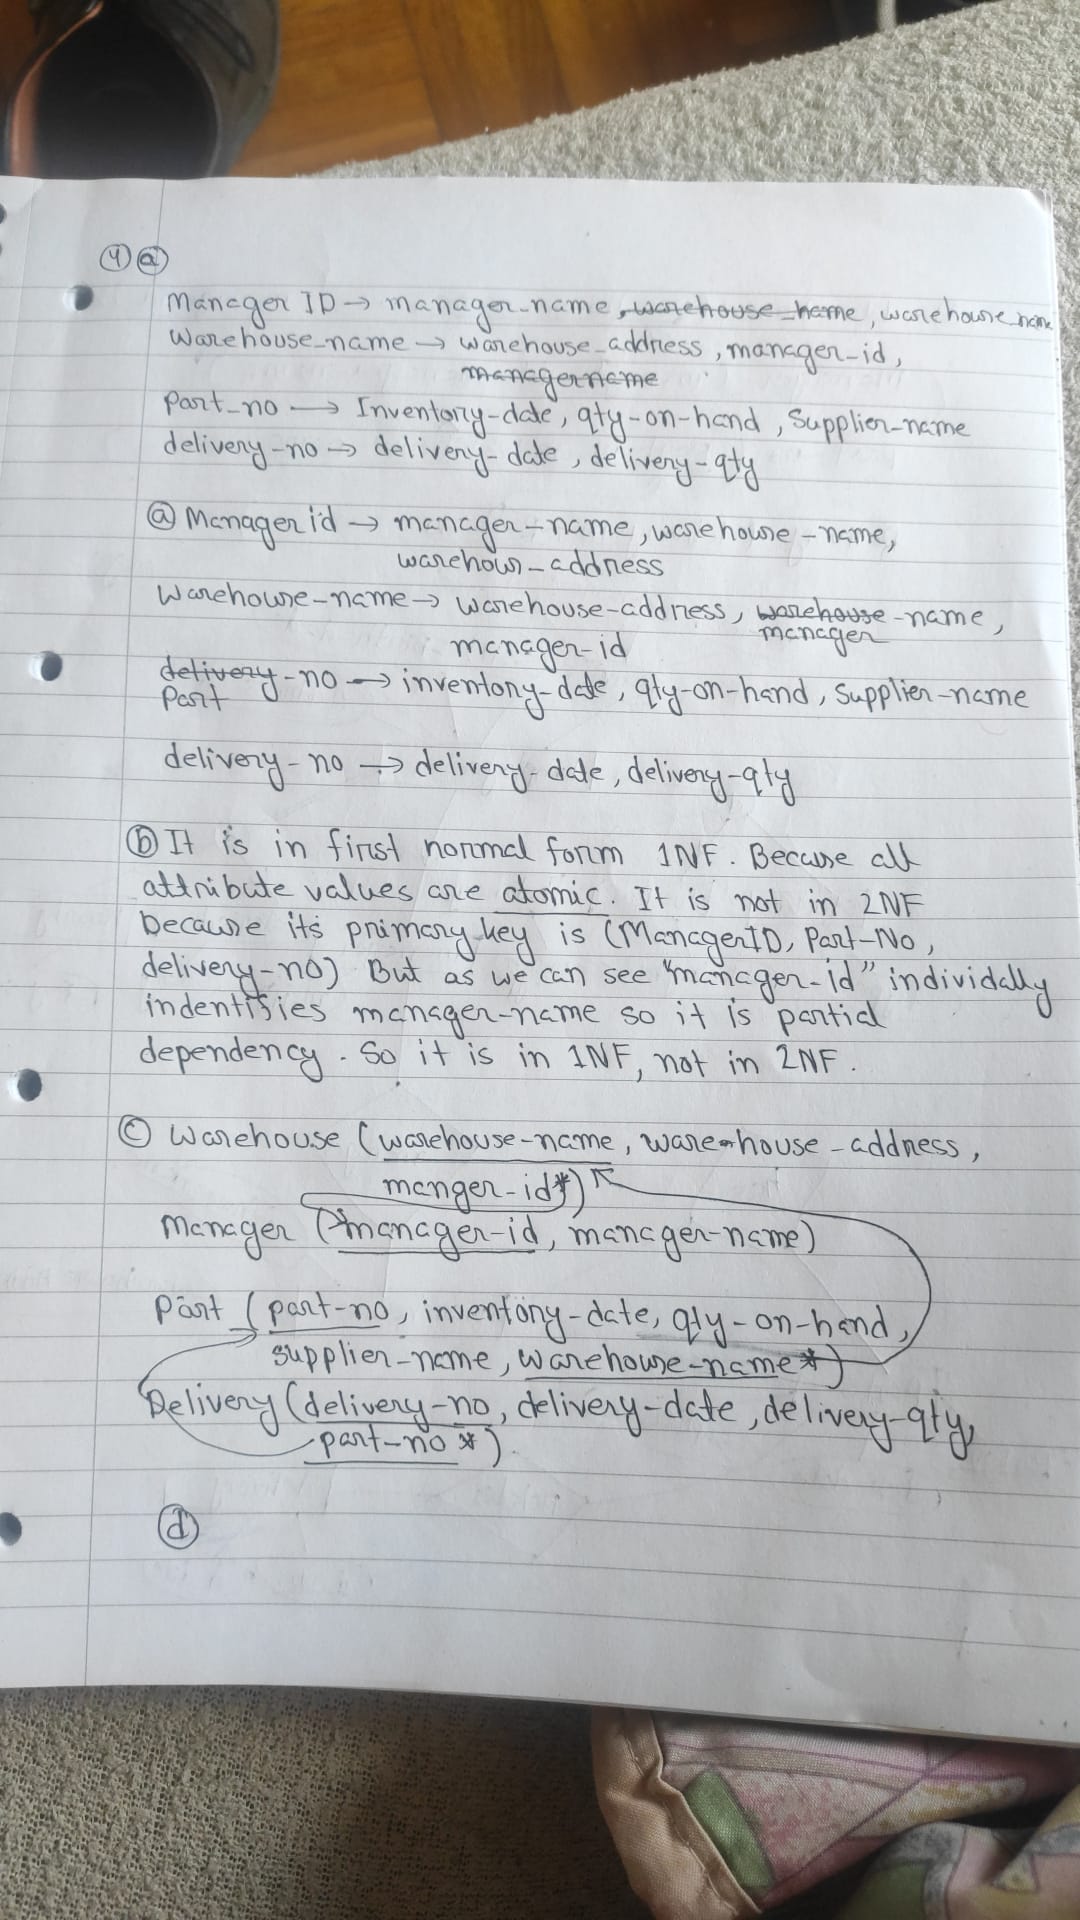 4 a
Manager ID → manager-name, warehouse-name, warehouse name
Warehouse-name → warehouse-address, manager-id,
managername
Part-no → Inventory-date, qty-on-hand, Supplier-name
delivery-no → delivery-date, delivery-qty
a Manager id → manager-name, warehouse-name,
warehous-address
Warehouse-name → warehouse-address, warehouse-name,
manager
manager-id
delivery-no → inventory-date, qty-on-hand, Supplier-name
Part
delivery-no → delivery-date, delivery-qty
b It is in first normal form 1NF. Because all
attribute values are atomic. It is not in 2NF
because its primary key is (ManagerID, Part-No,
delivery-no) But as we can see "manager-id" individally
indentifies manager-name so it is partial
dependency. So it is in 1NF, not in 2NF.
c Warehouse (warehouse-name, warehouse-address,
manger-id*)
Manager (manager-id, manager-name)
Part (part-no, inventory-date, qty-on-hand,
supplier-name, warehouse-name*)
Delivery (delivery-no, delivery-date, delivery-qty,
part-no*).
d